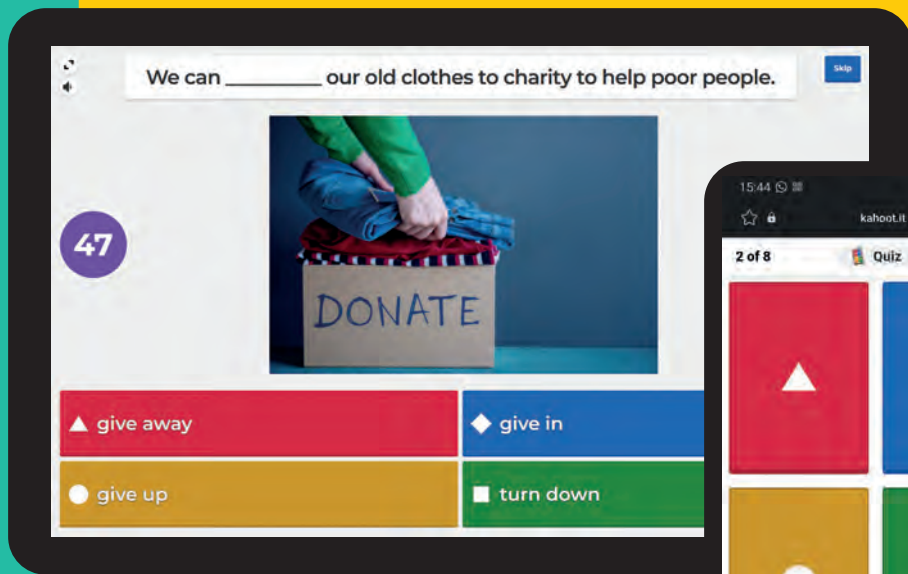 We can ________ our old clothes to charity to help poor people.
Skip
47
DONATE
give away
give in
give up
turn down
15:44
kahoot.it
2 of 8
Quiz